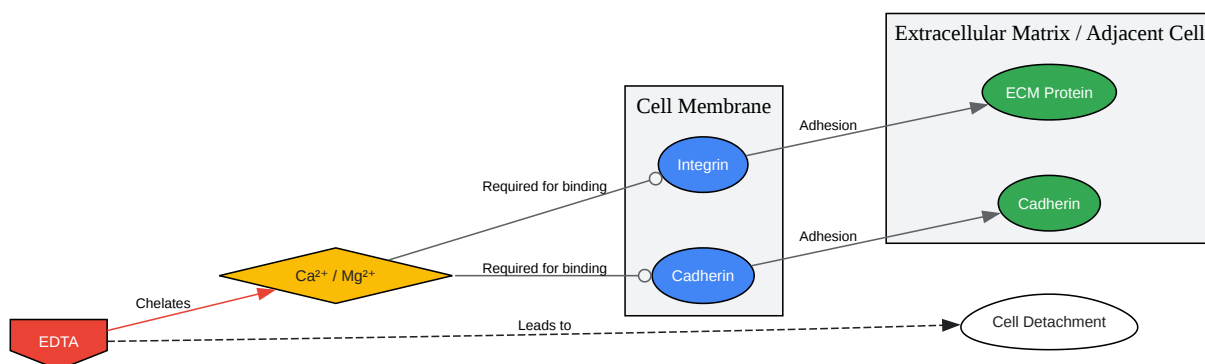 Extracellular Matrix / Adjacent Cell
ECM Protein
Cell Membrane
Adhesion
Integrin
Required for binding
Cadherin
Adhesion
Ca²⁺ / Mg²⁺
Required for binding
Cadherin
Chelates
EDTA
Leads to
Cell Detachment